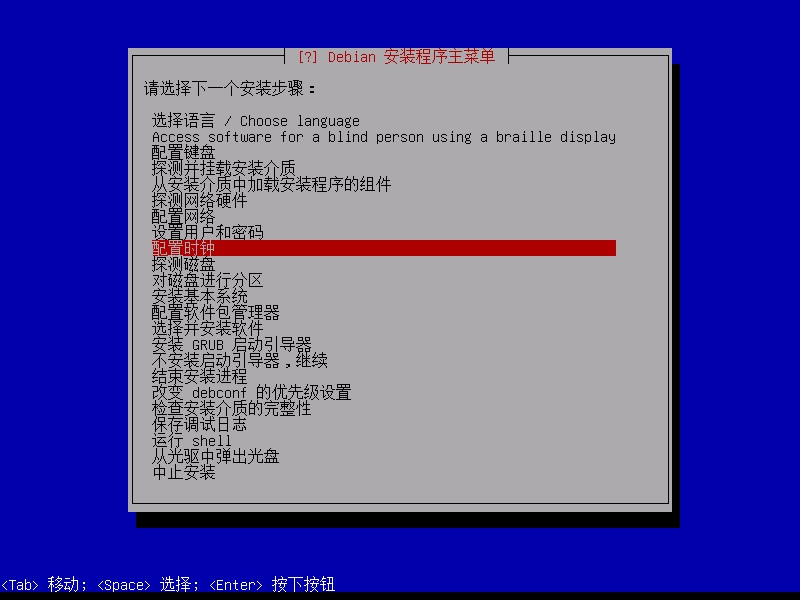 [?] Debian 安装程序主菜单
请选择下一个安装步骤：
选择语言 / Choose language
Access software for a blind person using a braille display
配置键盘
探测并挂载安装介质
从安装介质中加载安装程序的组件
探测网络硬件
配置网络
设置用户和密码
配置时钟
探测磁盘
对磁盘进行分区
安装基本系统
配置软件包管理器
选择并安装软件
安装 GRUB 启动引导器
不安装启动引导器，继续
结束安装进程
改变 debconf 的优先级设置
检查安装介质的完整性
保存调试日志
运行 shell
从光驱中弹出光盘
中止安装
<Tab> 移动; <Space> 选择; <Enter> 按下按钮